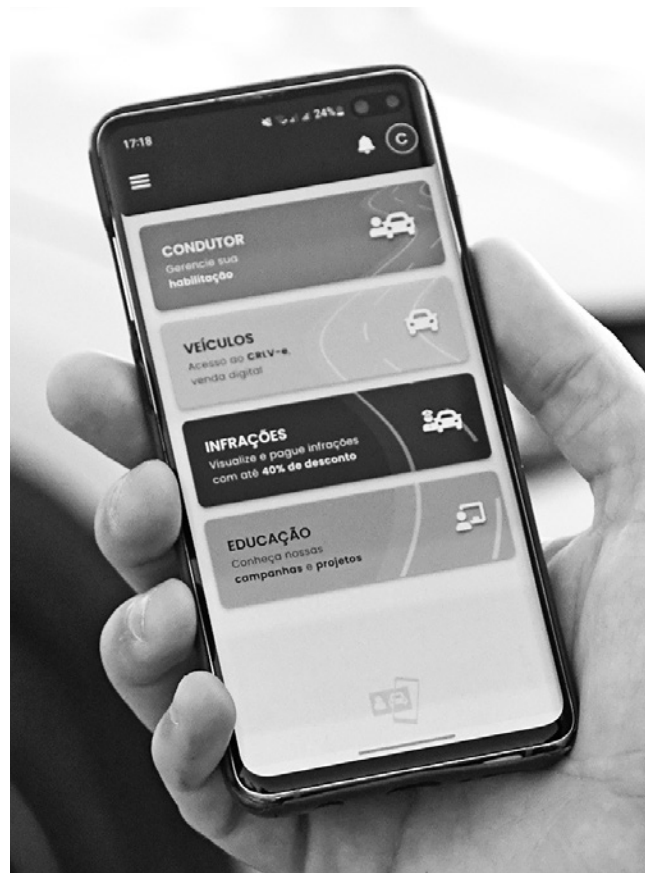 17:18
24%
C
CONDUTOR
Gerencie sua
habilitação
VEÍCULOS
Acesso ao CRLV-e,
venda digital
INFRAÇÕES
Visualize e pague infrações
com até 40% de desconto
EDUCAÇÃO
Conheça nossas
campanhas e projetos